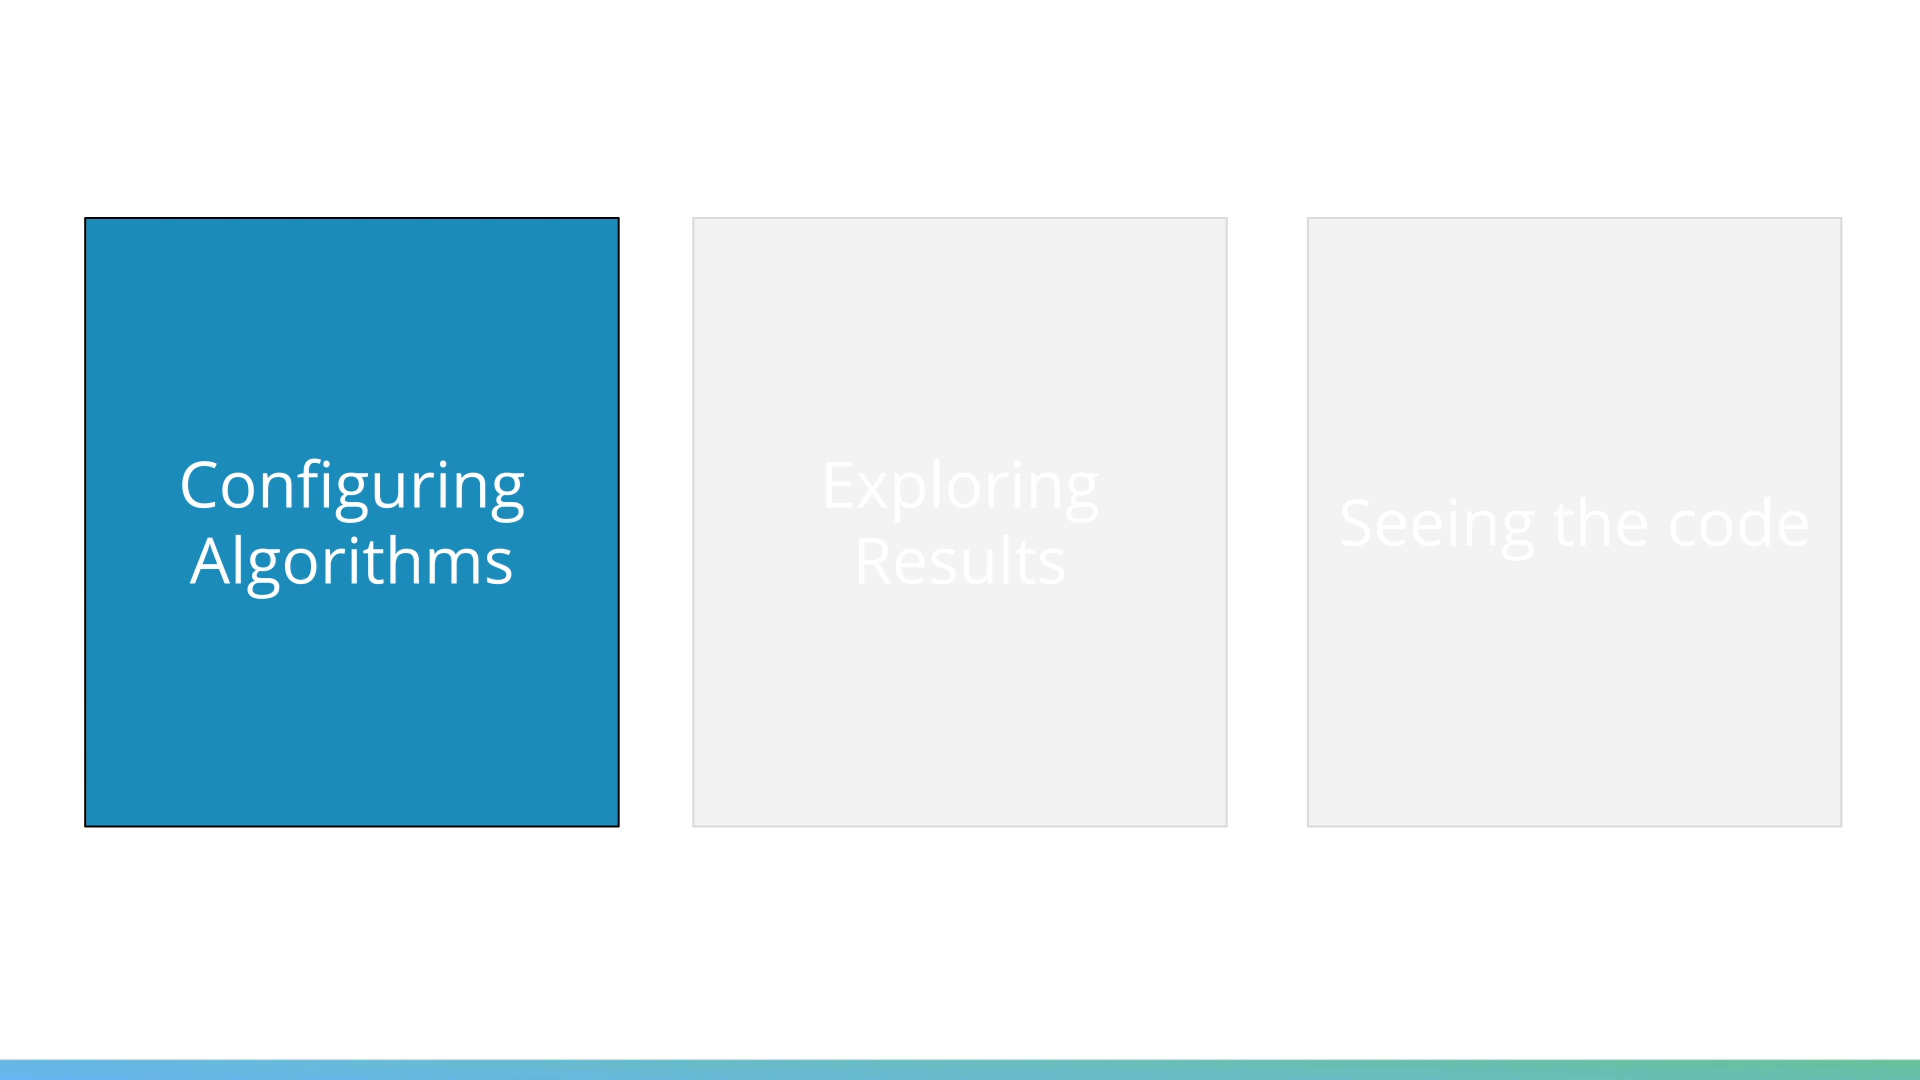 Configuring
Algorithms
Exploring
Results
Seeing the code